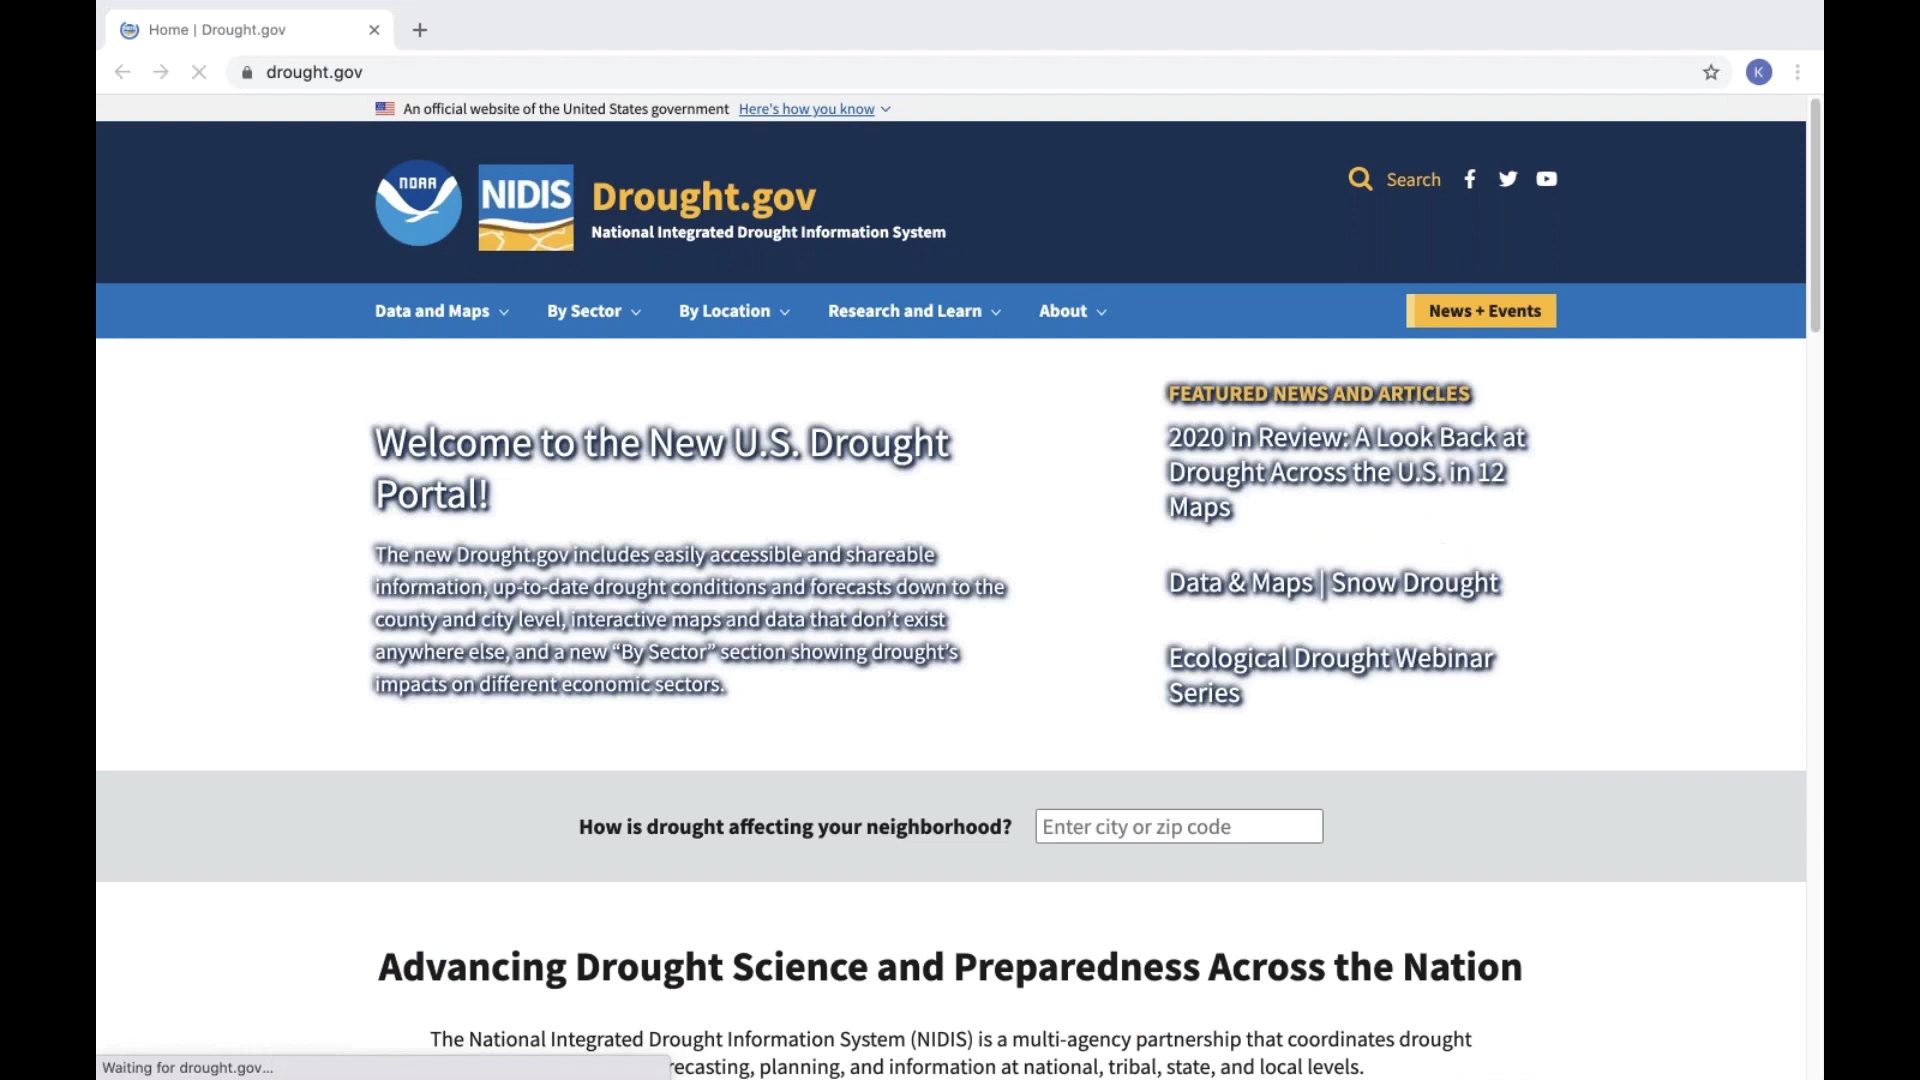 Home | Drought.gov
drought.gov
K
An official website of the United States government Here's how you know
NOAA
NIDIS
Drought.gov
National Integrated Drought Information System
Search
Data and Maps
By Sector
By Location
Research and Learn
About
News + Events
Welcome to the New U.S. Drought
Portal!
The new Drought.gov includes easily accessible and shareable
information, up-to-date drought conditions and forecasts down to the
county and city level, interactive maps and data that don't exist
anywhere else, and a new “By Sector” section showing drought's
impacts on different economic sectors.
FEATURED NEWS AND ARTICLES
2020 in Review: A Look Back at
Drought Across the U.S. in 12
Maps
Data & Maps | Snow Drought
Ecological Drought Webinar
Series
How is drought affecting your neighborhood?
Enter city or zip code
Advancing Drought Science and Preparedness Across the Nation
The National Integrated Drought Information System (NIDIS) is a multi-agency partnership that coordinates drought
recasting, planning, and information at national, tribal, state, and local levels.
Waiting for drought.gov...